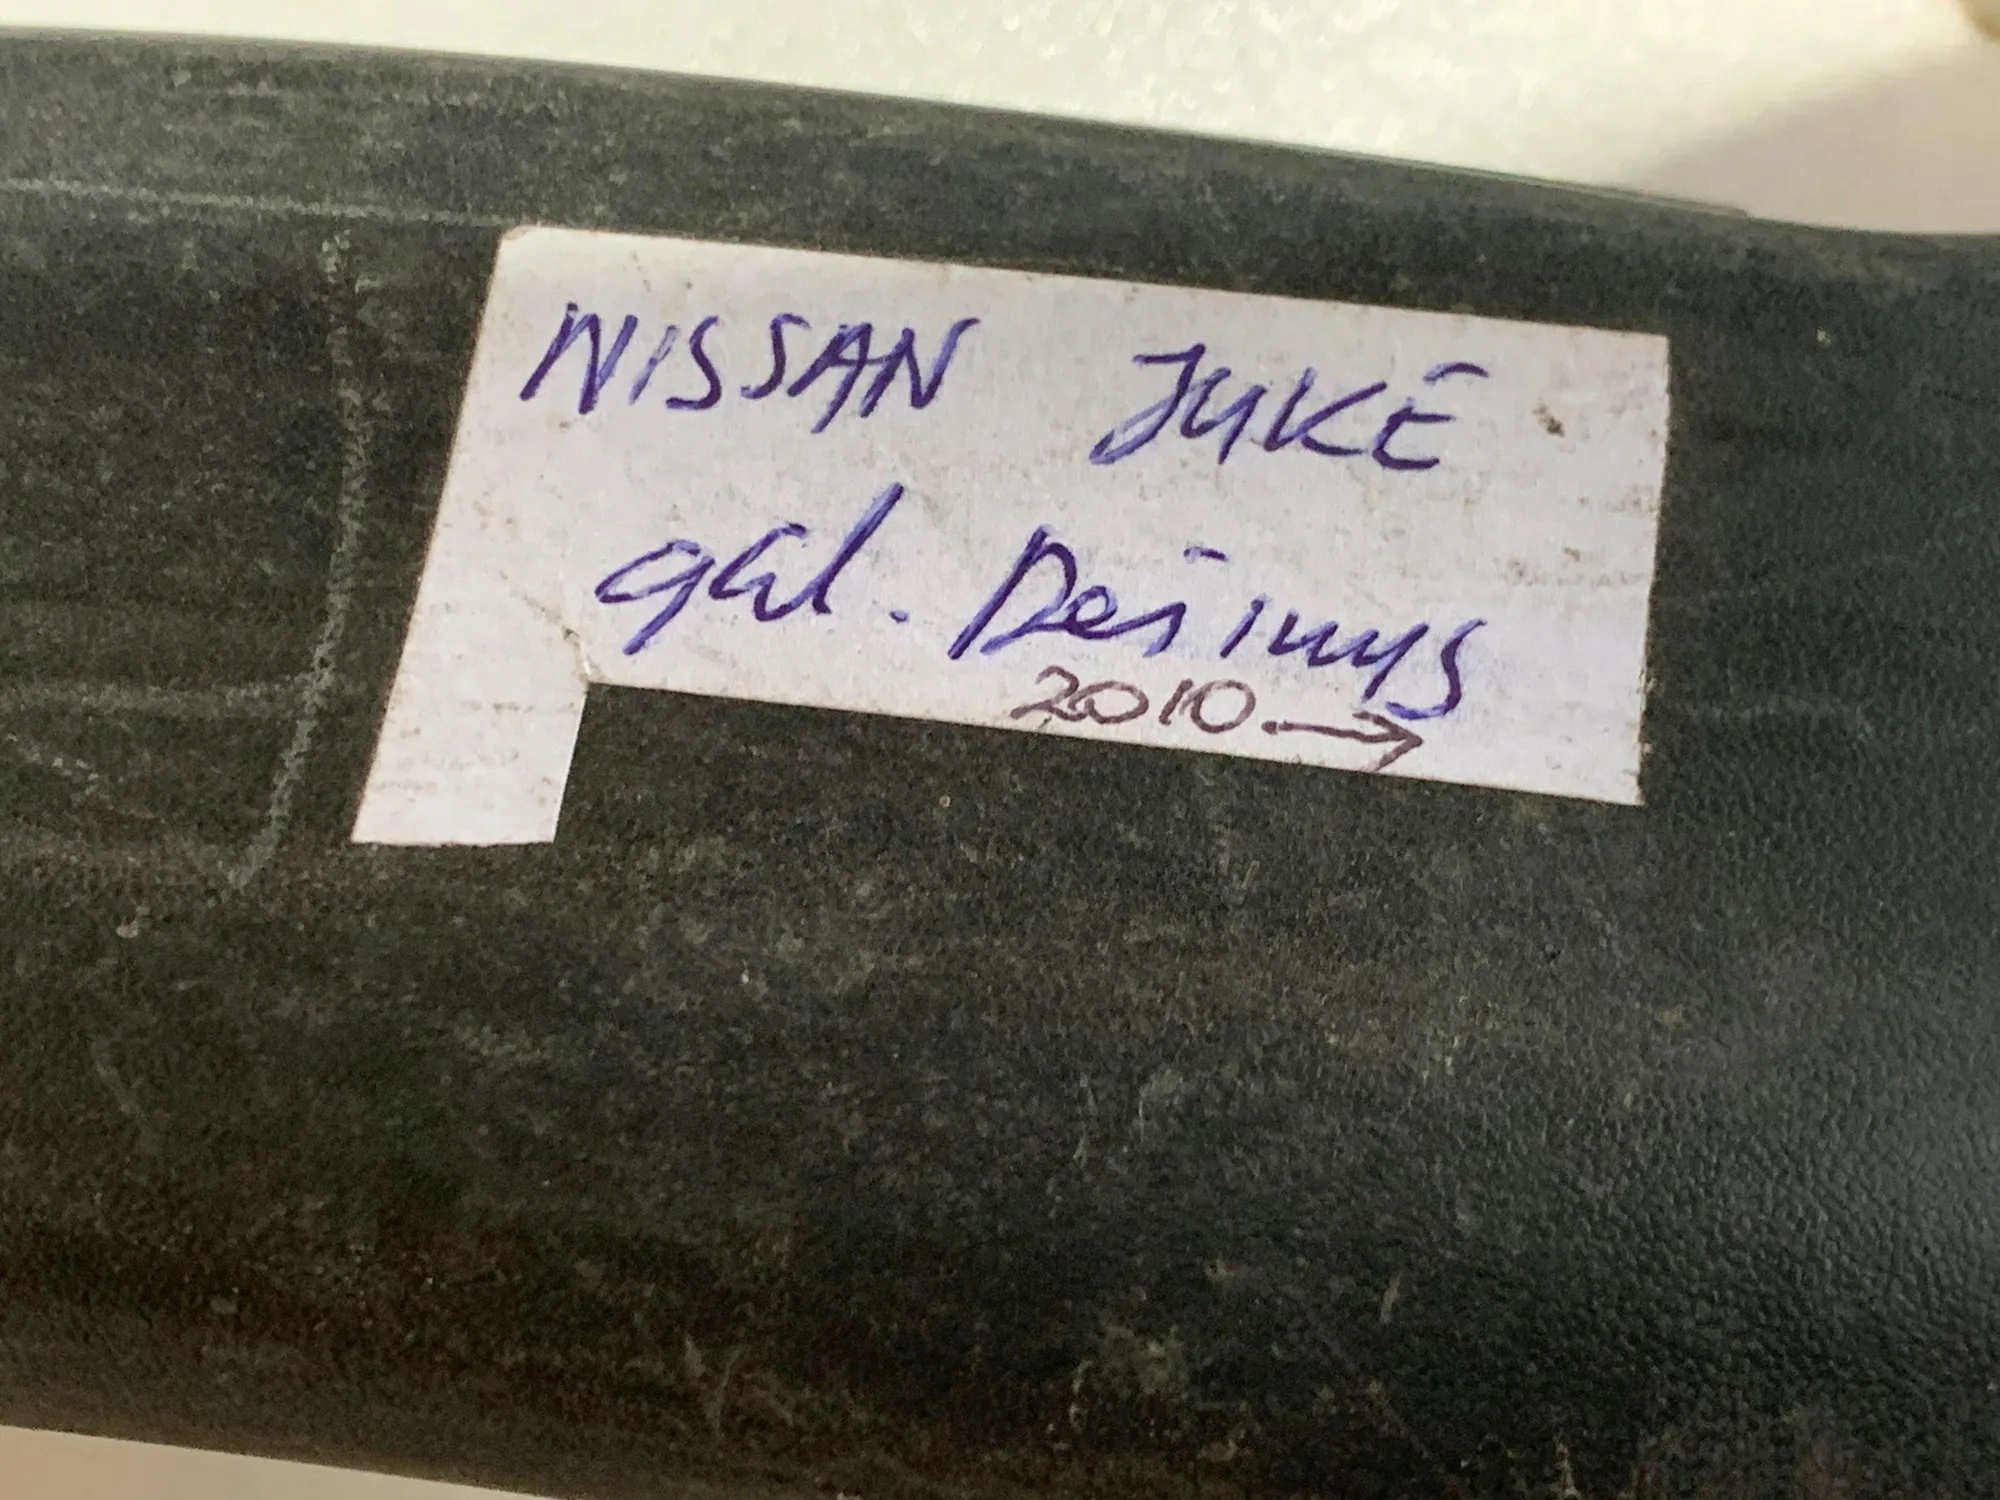 NISSAN JUKE
gal. Dešinys
2010→